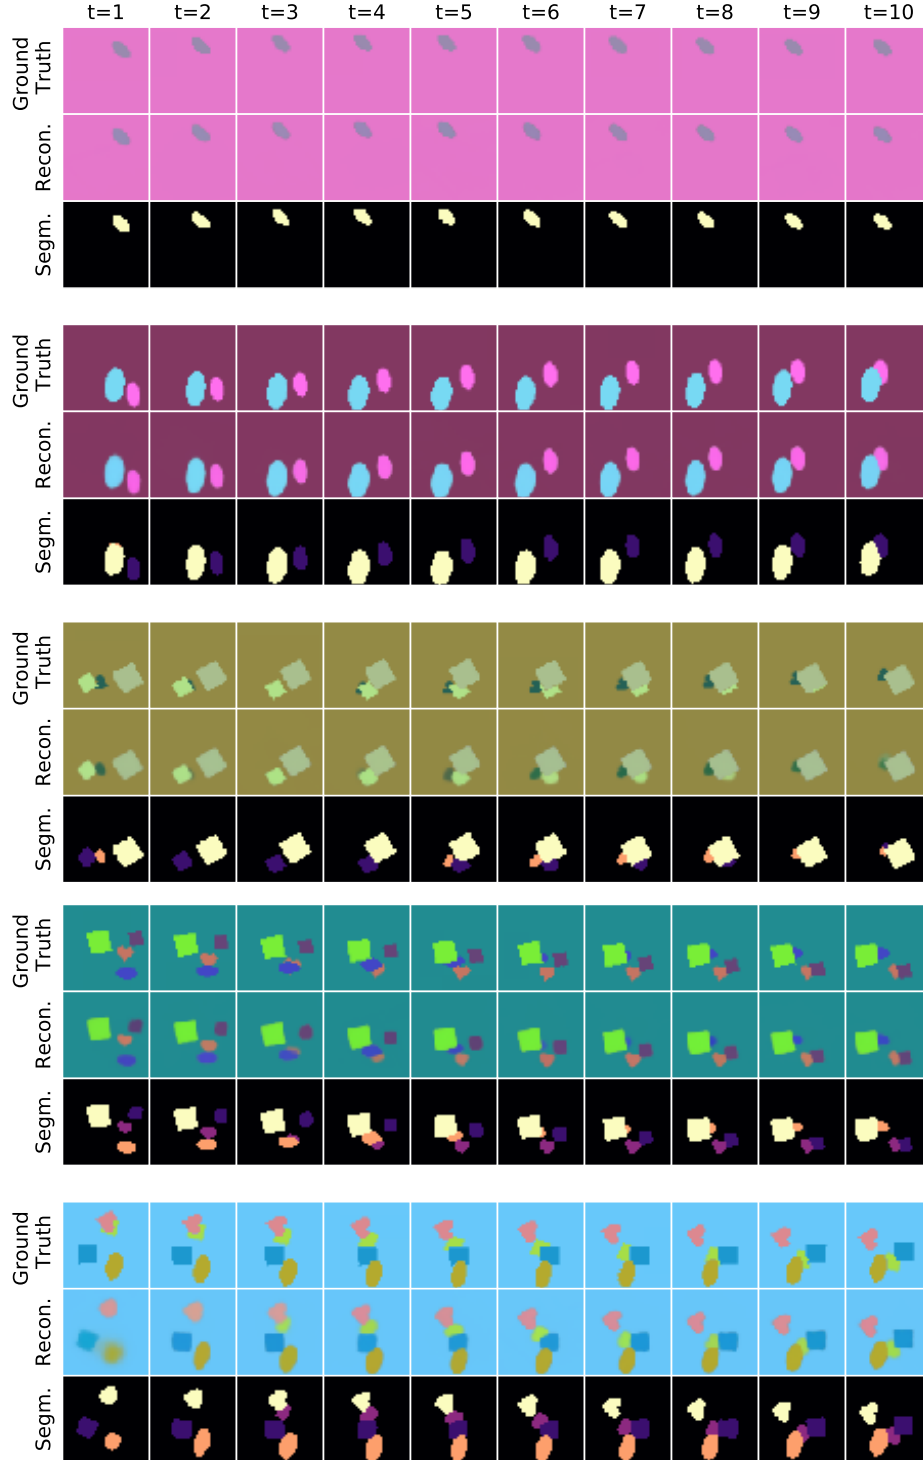 t=1 t=2 t=3 t=4 t=5 t=6 t=7 t=8 t=9 t=10
Ground
Truth
Recon.
Segm.
Ground
Truth
Recon.
Segm.
Ground
Truth
Recon.
Segm.
Ground
Truth
Recon.
Segm.
Ground
Truth
Recon.
Segm.